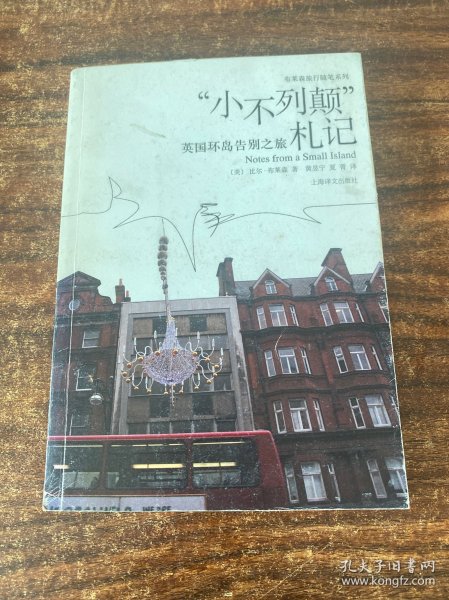 布莱森旅行随笔系列
“小不列颠”
札记
英国环岛告别之旅
Notes from a Small Island
〔美〕比尔·布莱森 著 黄昱宁 夏青 译
上海译文出版社
孔夫子旧书网
www.kongfz.com